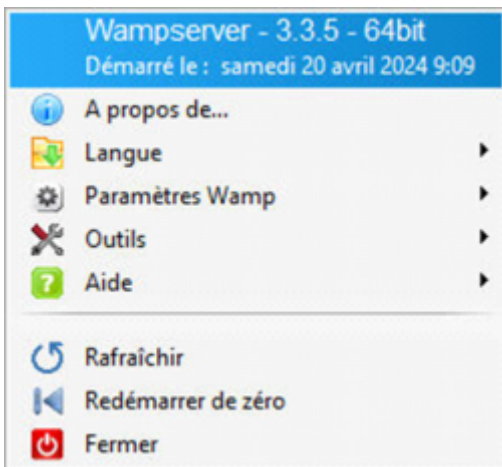 Wampserver - 3.3.5 - 64bit
Démarré le : samedi 20 avril 2024 9:09
A propos de...
Langue
Paramètres Wamp
Outils
Aide
Rafraîchir
Redémarrer de zéro
Fermer